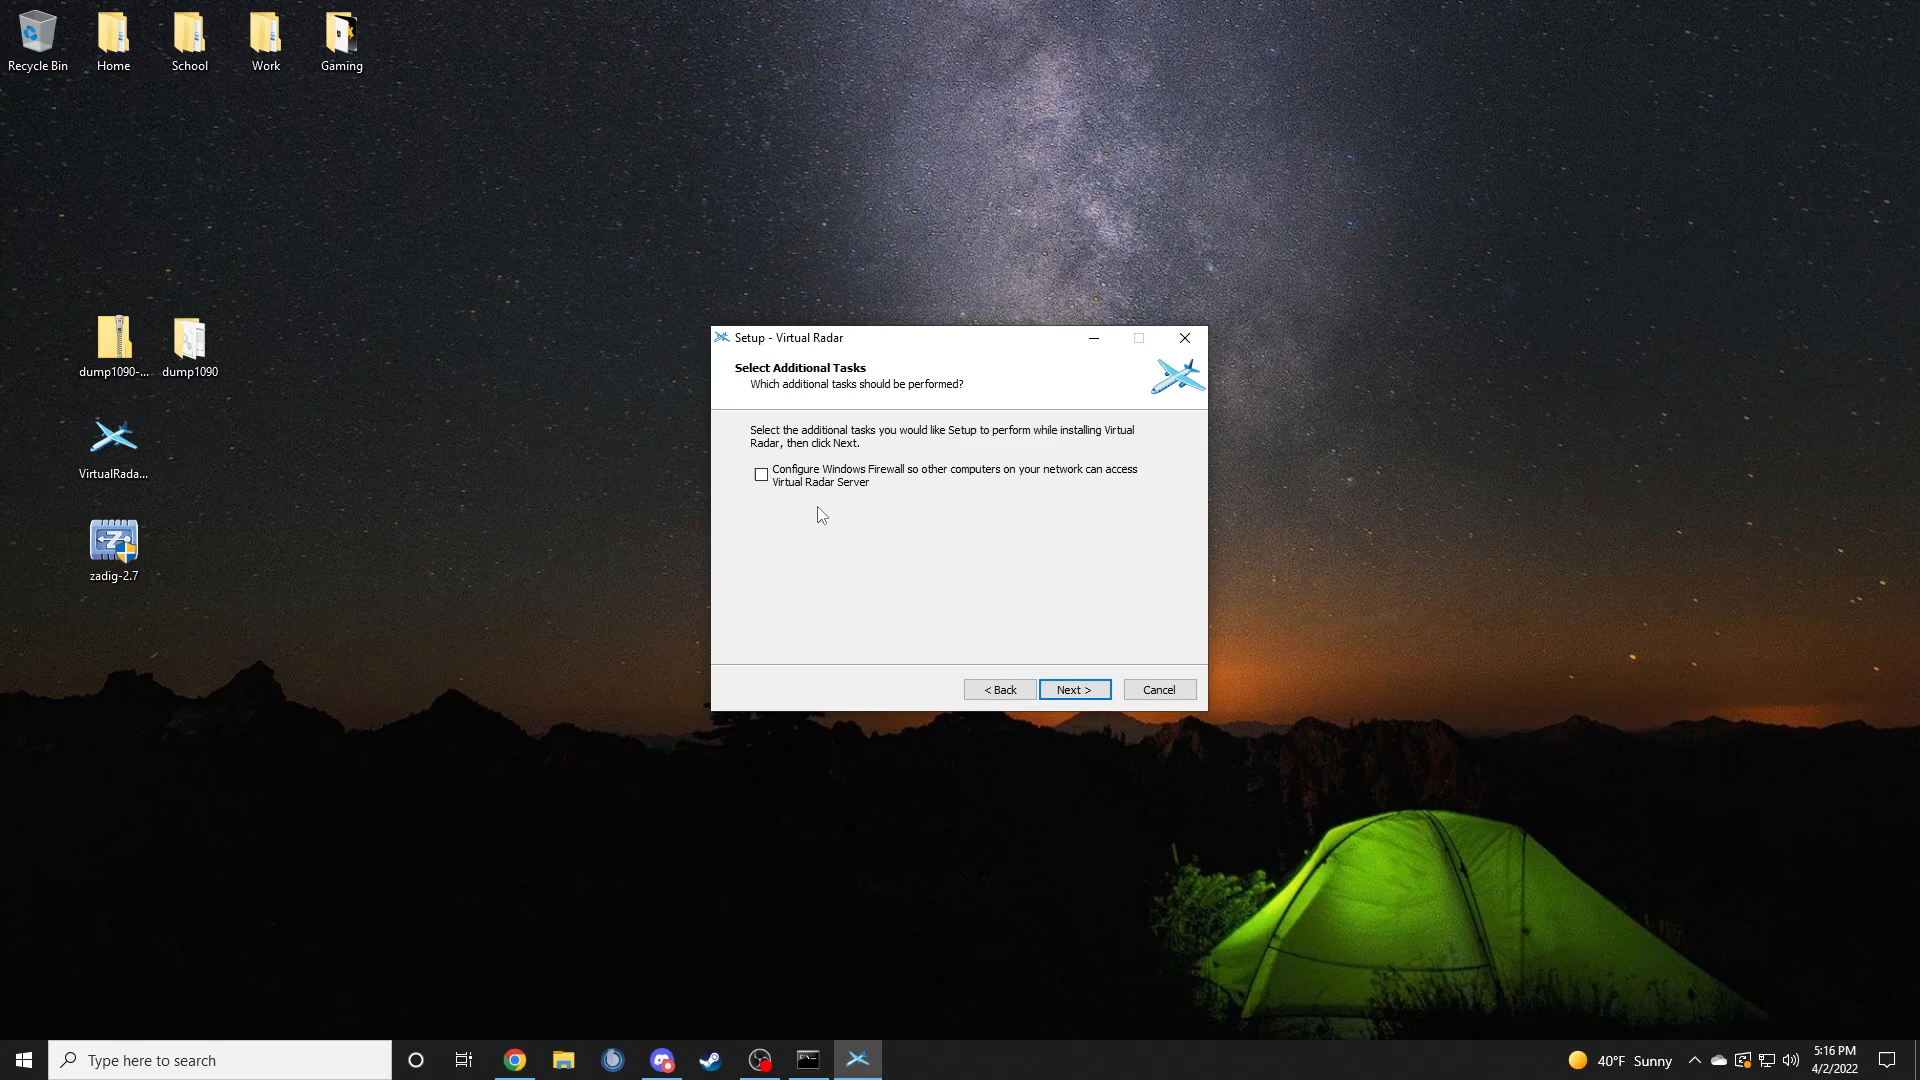 Recycle Bin
Home
School
Work
Gaming
dump1090-...
dump1090
VirtualRada...
zadig-2.7
Setup - Virtual Radar
Select Additional Tasks
Which additional tasks should be performed?
Select the additional tasks you would like Setup to perform while installing Virtual
Radar, then click Next.
Configure Windows Firewall so other computers on your network can access
Virtual Radar Server
< Back
Next >
Cancel
Type here to search
40°F Sunny
5:16 PM
4/2/2022